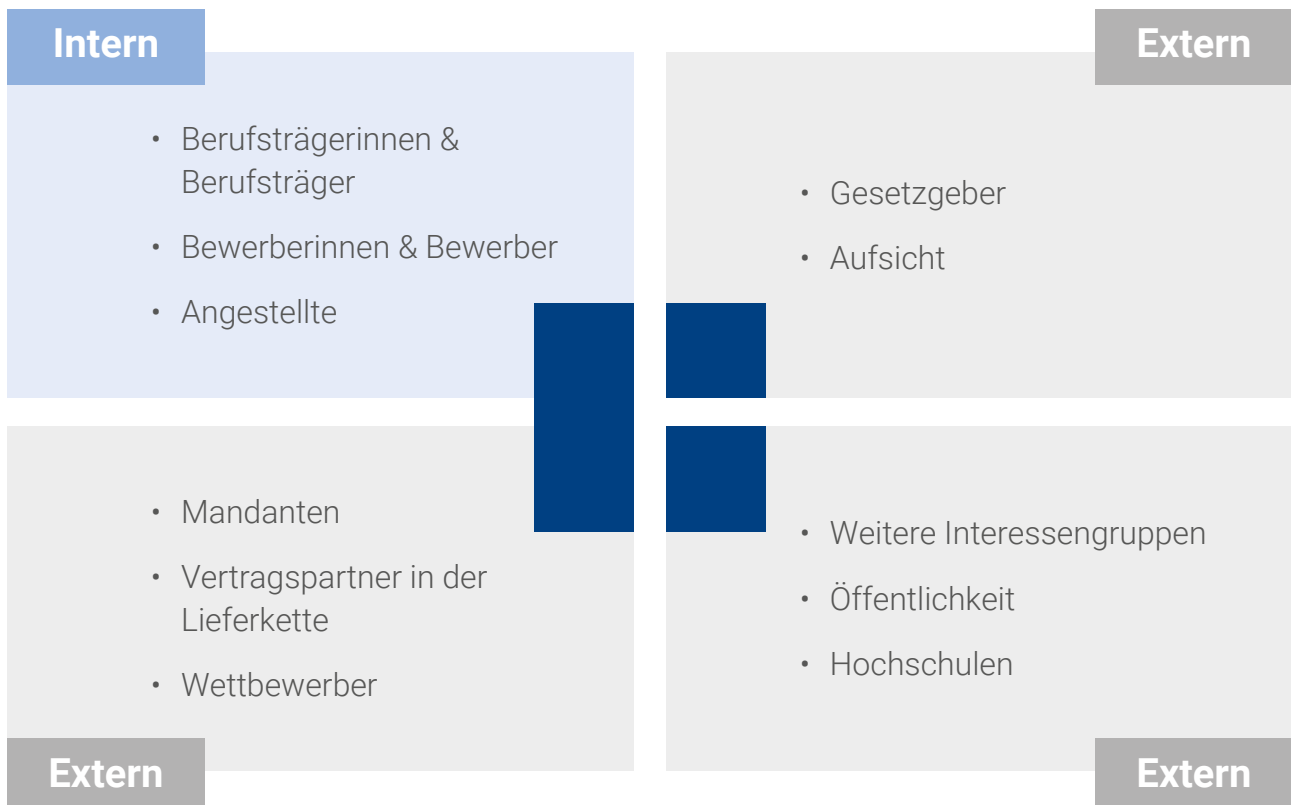 Intern
• Berufsträgerinnen &
Berufsträger
• Bewerberinnen & Bewerber
• Angestellte
Extern
• Gesetzgeber
• Aufsicht
• Mandanten
• Vertragspartner in der
Lieferkette
• Wettbewerber
Extern
• Weitere Interessengruppen
• Öffentlichkeit
• Hochschulen
Extern